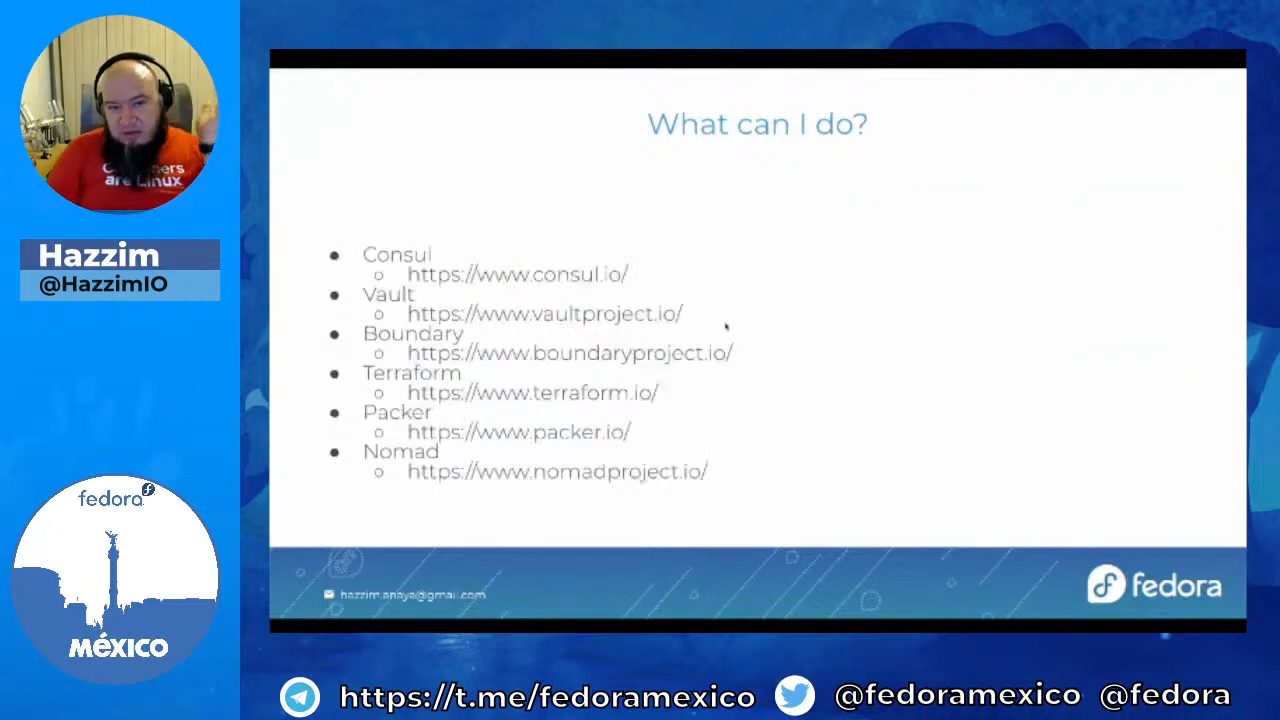 What can I do?
Consul
https://www.consul.io/
Vault
https://www.vaultproject.io/
Boundary
https://www.boundaryproject.io/
Terraform
https://www.terraform.io/
Packer
https://www.packer.io/
Nomad
https://www.nomadproject.io/
hazzim.anaya@gmail.com
fedora
are Linux
Hazzim
@HazzimIO
fedora
MÉXICO
https://t.me/fedoramexico
@fedoramexico @fedora